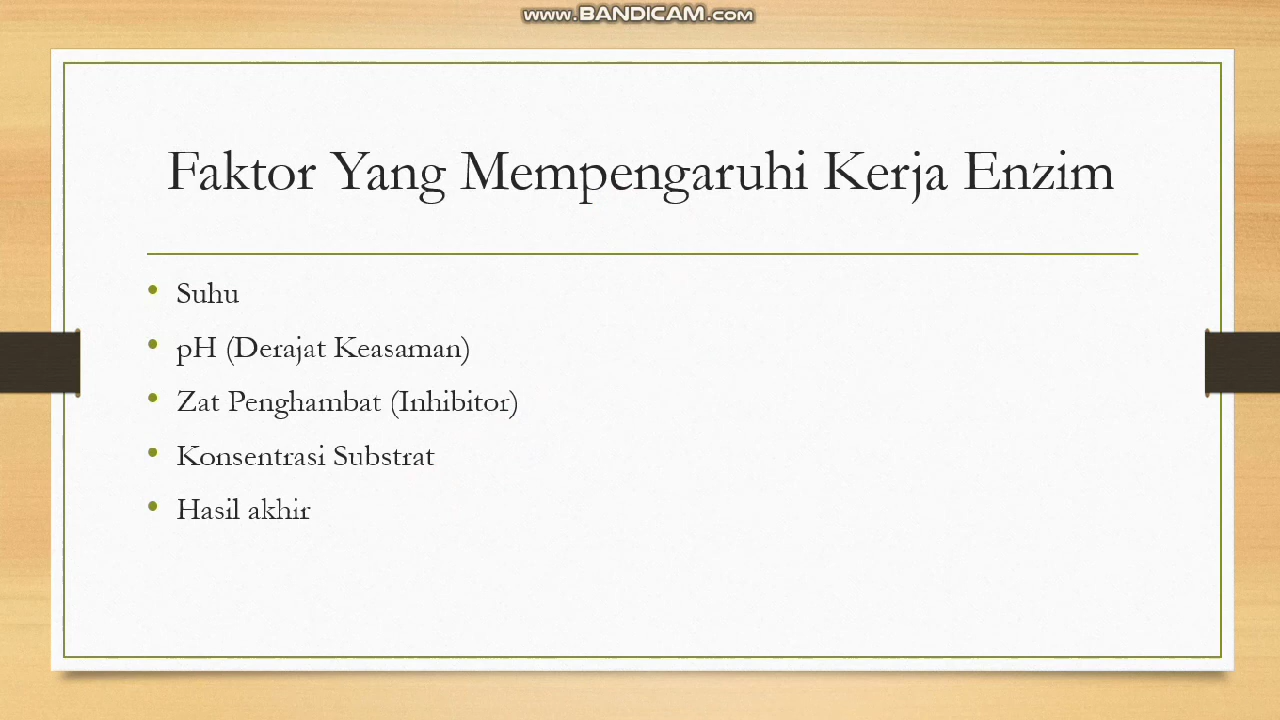 www.BANDICAM.com
Faktor Yang Mempengaruhi Kerja Enzim
• Suhu
• pH (Derajat Keasaman)
• Zat Penghambat (Inhibitor)
• Konsentrasi Substrat
• Hasil akhir